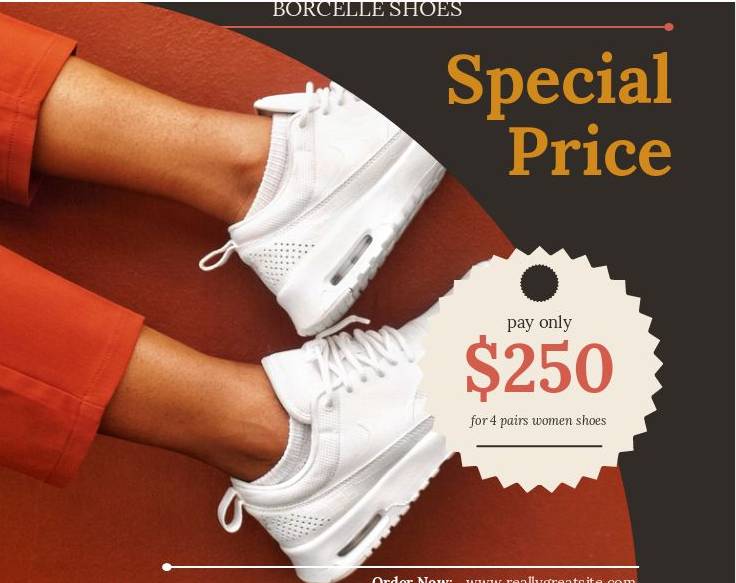 BORCELLE SHOES
Special
Price
pay only
$250
for 4 pairs women shoes
Order Now: www.reallygreatsite.com